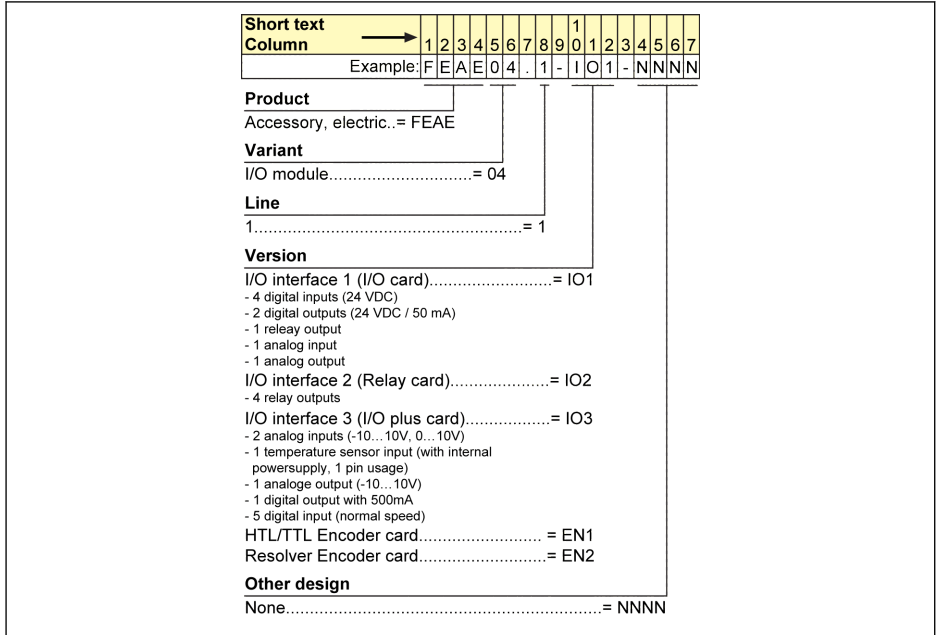 Short text
Column 1 2 3 4 5 6 7 8 9 10 1 2 3 4 5 6 7
Example: F E A E 0 4 . 1 - I O 1 - N N N N
Product
Accessory, electric..= FEAE
Variant
I/O module..............................= 04
Line
1.......................................................= 1
Version
I/O interface 1 (I/O card)..........................= IO1
- 4 digital inputs (24 VDC)
- 2 digital outputs (24 VDC / 50 mA)
- 1 releay output
- 1 analog input
- 1 analog output
I/O interface 2 (Relay card).....................= IO2
- 4 relay outputs
I/O interface 3 (I/O plus card)..................= IO3
- 2 analog inputs (-10…10V, 0…10V)
- 1 temperature sensor input (with internal
powersupply, 1 pin usage)
- 1 analoge output (-10…10V)
- 1 digital output with 500mA
- 5 digital input (normal speed)
HTL/TTL Encoder card.......................... = EN1
Resolver Encoder card...........................= EN2
Other design
None..................................................................= NNNN